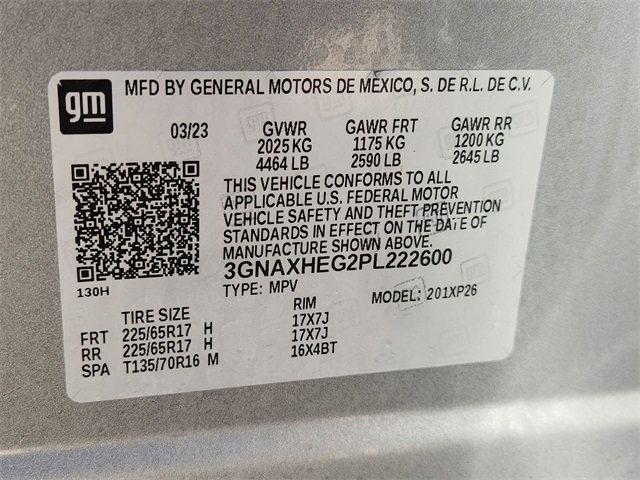 gm MFD BY GENERAL MOTORS DE MEXICO, S. DE R.L. DE C.V.
03/23 GVWR GAWR FRT GAWR RR
2025 KG 1175 KG 1200 KG
4464 LB 2590 LB 2645 LB
THIS VEHICLE CONFORMS TO ALL
APPLICABLE U.S. FEDERAL MOTOR
VEHICLE SAFETY AND THEFT PREVENTION
STANDARDS IN EFFECT ON THE DATE OF
MANUFACTURE SHOWN ABOVE.
3GNAXHEG2PL222600
130H TYPE: MPV MODEL: 201XP26
TIRE SIZE RIM
FRT 225/65R17 H 17X7J
RR 225/65R17 H 17X7J
SPA T135/70R16 M 16X4BT